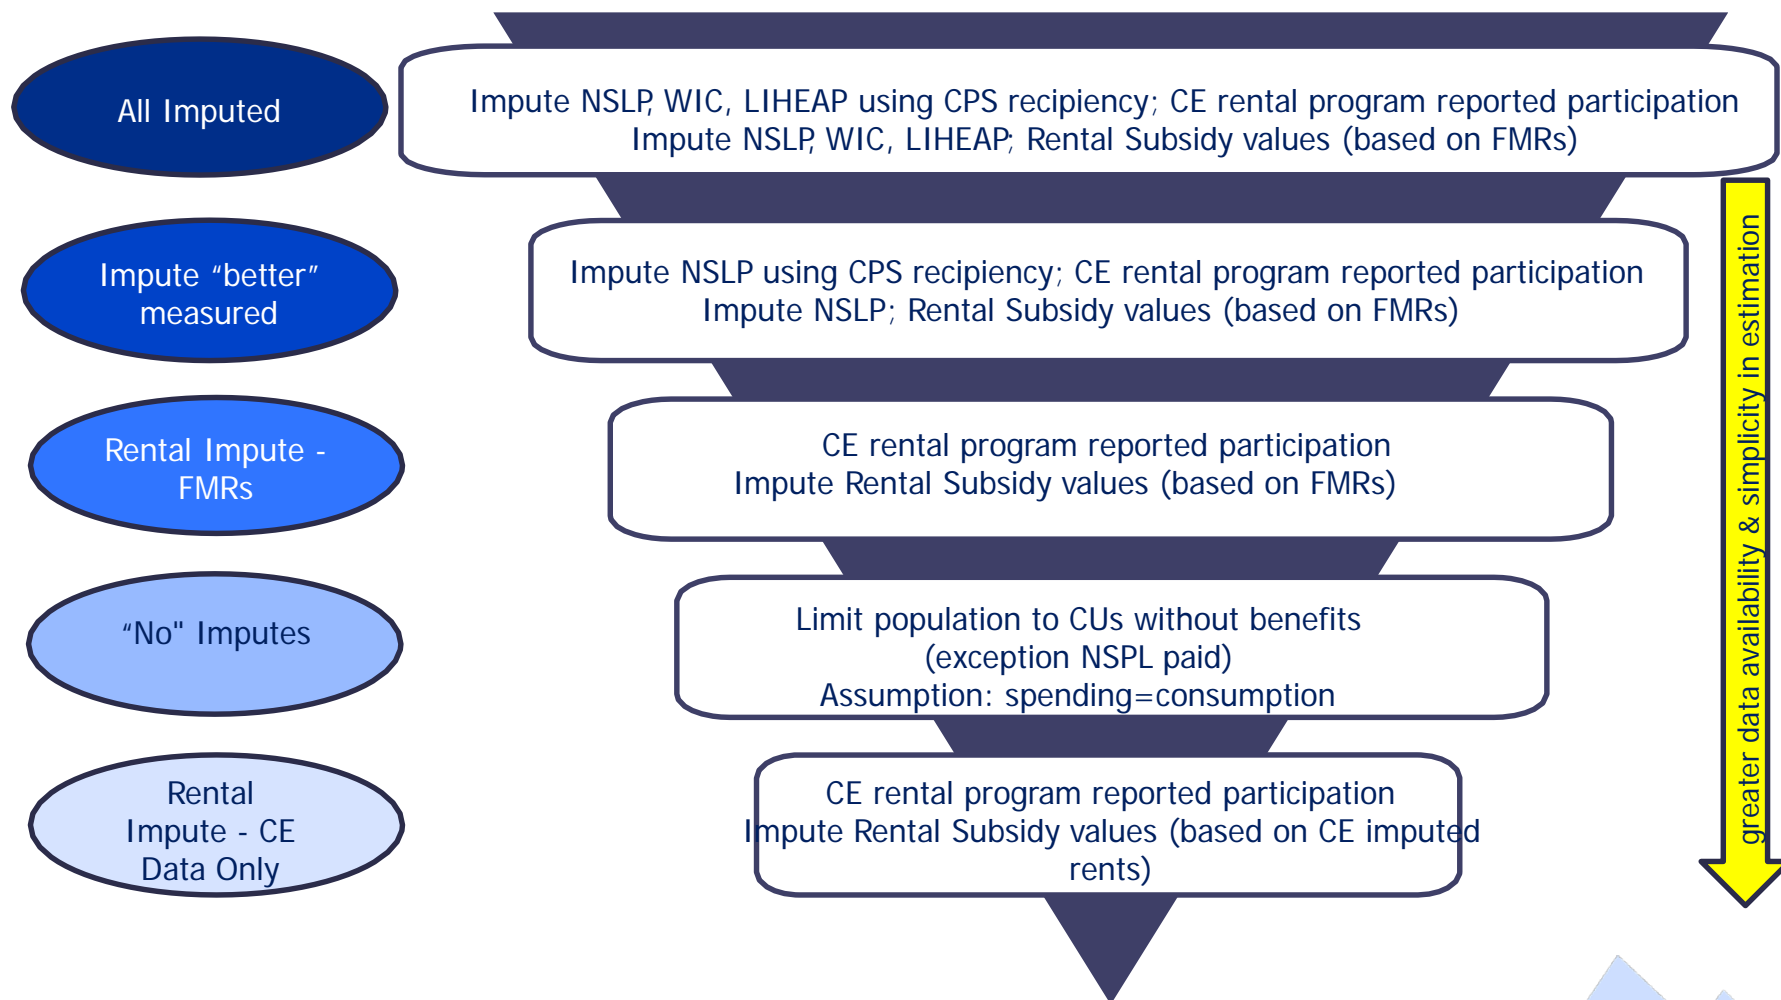 All Imputed
Impute NSLP, WIC, LIHEAP using CPS recipiency; CE rental program reported participation
Impute NSLP, WIC, LIHEAP; Rental Subsidy values (based on FMRs)
Impute “better”
measured
Impute NSLP using CPS recipiency; CE rental program reported participation
Impute NSLP; Rental Subsidy values (based on FMRs)
Rental Impute -
FMRs
CE rental program reported participation
Impute Rental Subsidy values (based on FMRs)
“No" Imputes
Limit population to CUs without benefits
(exception NSPL paid)
Assumption: spending=consumption
Rental
Impute - CE
Data Only
CE rental program reported participation
Impute Rental Subsidy values (based on CE imputed
rents)
greater data availability & simplicity in estimation